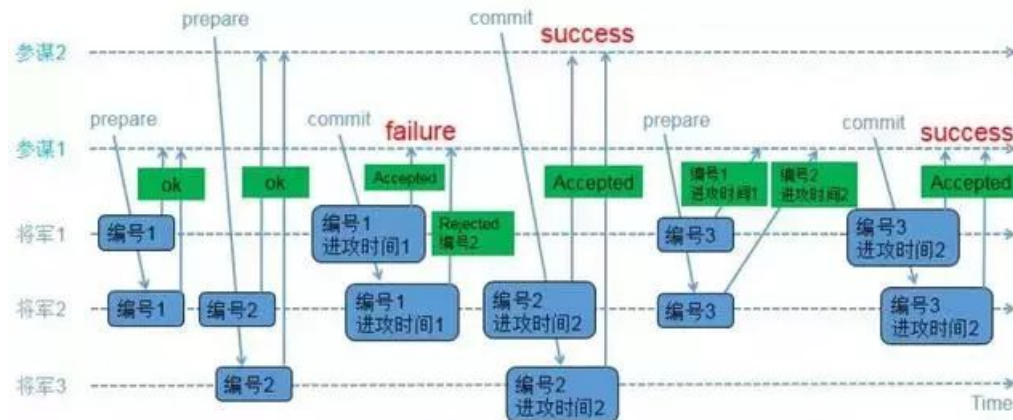 prepare
commit
参谋2
success
prepare
commit
failure
prepare
commit
success
参谋1
ok
ok
Accepted
Accepted
编号1
进攻时间1
编号2
进攻时间2
Accepted
将军1
编号1
编号1
进攻时间1
Rejected
编号2
编号3
编号3
进攻时间2
将军2
编号1
编号2
编号1
进攻时间1
编号2
进攻时间2
编号3
编号3
进攻时间2
将军3
编号2
编号2
进攻时间2
Time